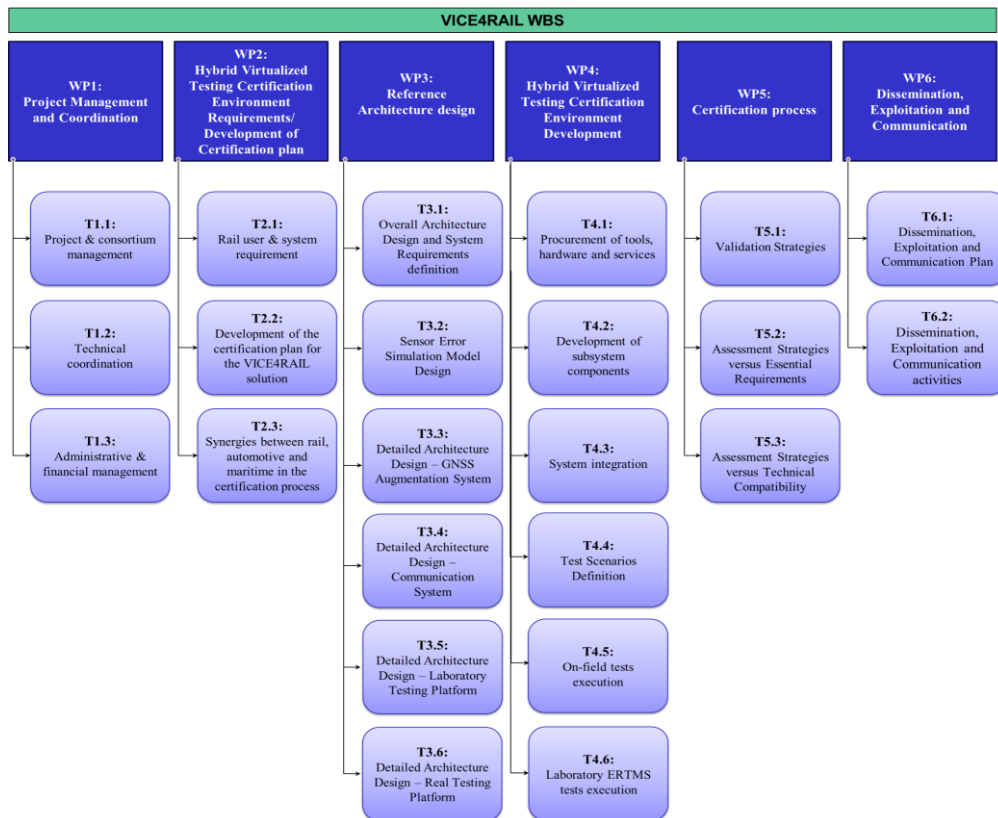 VICE4RAIL WBS
WP1:
Project Management
and Coordination
WP2:
Hybrid Virtualized
Testing Certification
Environment
Requirements/
Development of
Certification plan
WP3:
Reference
Architecture design
WP4:
Hybrid Virtualized
Testing Certification
Environment
Development
WP5:
Certification process
WP6:
Dissemination,
Exploitation and
Communication
T1.1:
Project & consortium
management
T1.2:
Technical
coordination
T1.3:
Administrative &
financial management
T2.1:
Rail user & system
requirement
T2.2:
Development of the
certification plan for
the VICE4RAIL
solution
T2.3:
Synergies between rail,
automotive and
maritime in the
certification process
T3.1:
Overall Architecture
Design and System
Requirements
definition
T3.2:
Sensor Error
Simulation Model
Design
T3.3:
Detailed Architecture
Design – GNSS
Augmentation System
T3.4:
Detailed Architecture
Design –
Communication
System
T3.5:
Detailed Architecture
Design – Laboratory
Testing Platform
T3.6:
Detailed Architecture
Design – Real Testing
Platform
T4.1:
Procurement of tools,
hardware and services
T4.2:
Development of
subsystem
components
T4.3:
System integration
T4.4:
Test Scenarios
Definition
T4.5:
On-field tests
execution
T4.6:
Laboratory ERTMS
tests execution
T5.1:
Validation Strategies
T5.2:
Assessment Strategies
versus Essential
Requirements
T5.3:
Assessment Strategies
versus Technical
Compatibility
T6.1:
Dissemination,
Exploitation and
Communication Plan
T6.2:
Dissemination,
Exploitation and
Communication
activities